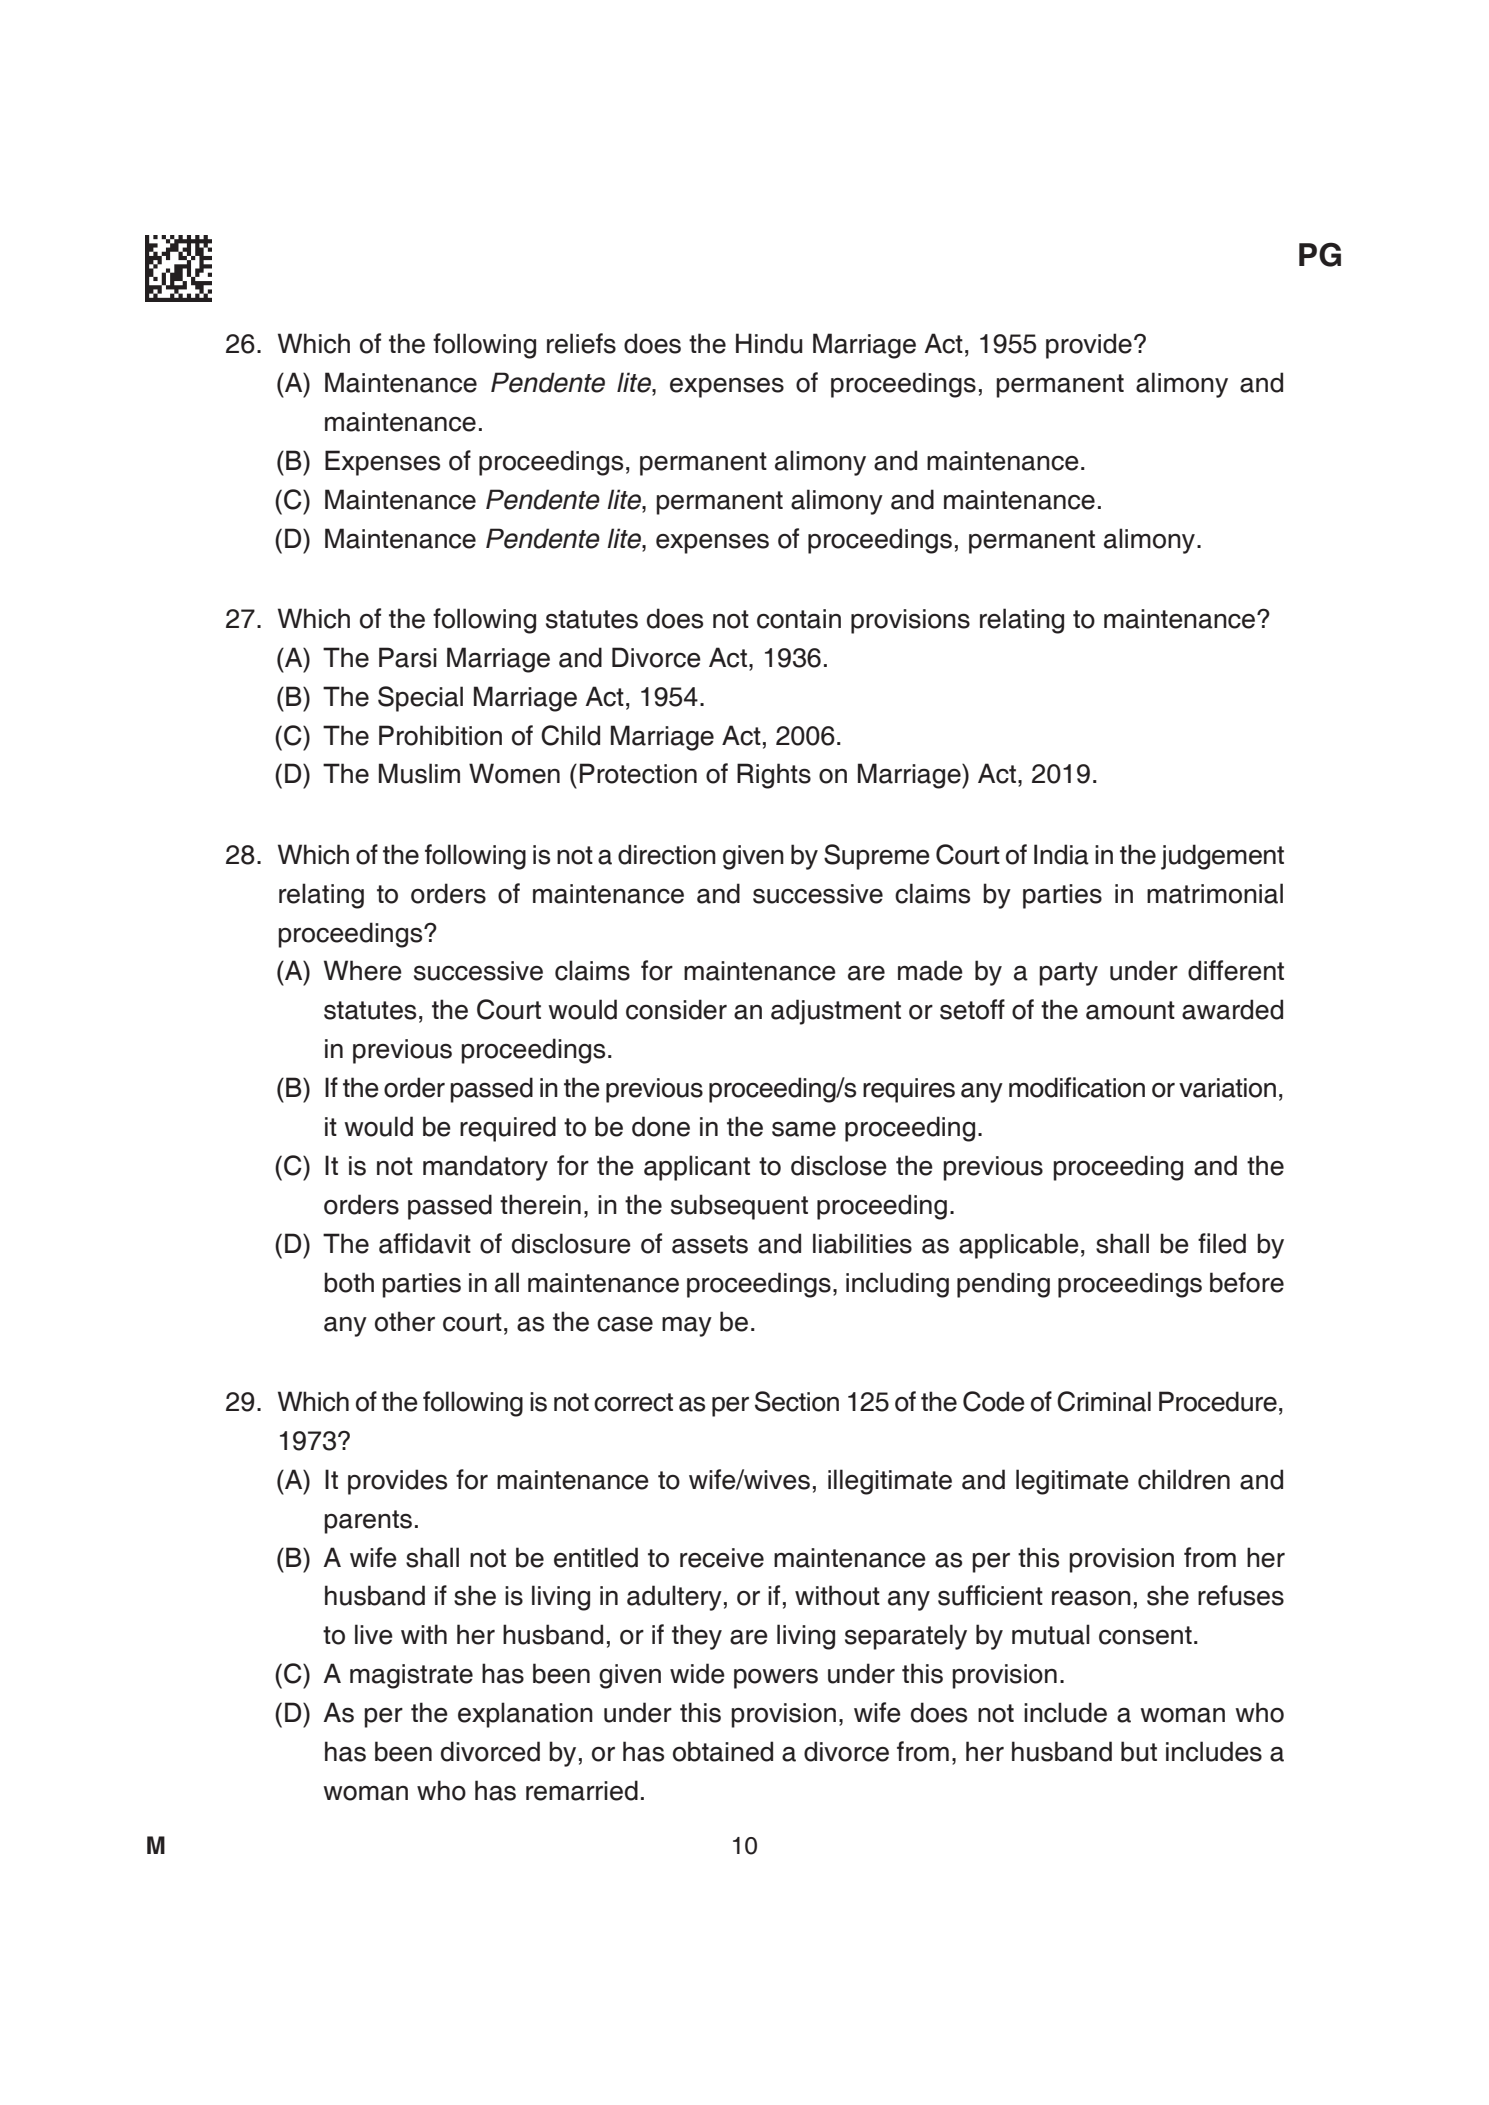 PG
26. Which of the following reliefs does the Hindu Marriage Act, 1955 provide?
(A) Maintenance Pendente lite, expenses of proceedings, permanent alimony and
maintenance.
(B) Expenses of proceedings, permanent alimony and maintenance.
(C) Maintenance Pendente lite, permanent alimony and maintenance.
(D) Maintenance Pendente lite, expenses of proceedings, permanent alimony.
27. Which of the following statutes does not contain provisions relating to maintenance?
(A) The Parsi Marriage and Divorce Act, 1936.
(B) The Special Marriage Act, 1954.
(C) The Prohibition of Child Marriage Act, 2006.
(D) The Muslim Women (Protection of Rights on Marriage) Act, 2019.
28. Which of the following is not a direction given by Supreme Court of India in the judgement
relating to orders of maintenance and successive claims by parties in matrimonial
proceedings?
(A) Where successive claims for maintenance are made by a party under different
statutes, the Court would consider an adjustment or setoff of the amount awarded
in previous proceedings.
(B) If the order passed in the previous proceeding/s requires any modification or variation,
it would be required to be done in the same proceeding.
(C) It is not mandatory for the applicant to disclose the previous proceeding and the
orders passed therein, in the subsequent proceeding.
(D) The affidavit of disclosure of assets and liabilities as applicable, shall be filed by
both parties in all maintenance proceedings, including pending proceedings before
any other court, as the case may be.
29. Which of the following is not correct as per Section 125 of the Code of Criminal Procedure,
1973?
(A) It provides for maintenance to wife/wives, illegitimate and legitimate children and
parents.
(B) A wife shall not be entitled to receive maintenance as per this provision from her
husband if she is living in adultery, or if, without any sufficient reason, she refuses
to live with her husband, or if they are living separately by mutual consent.
(C) A magistrate has been given wide powers under this provision.
(D) As per the explanation under this provision, wife does not include a woman who
has been divorced by, or has obtained a divorce from, her husband but includes a
woman who has remarried.
M 10